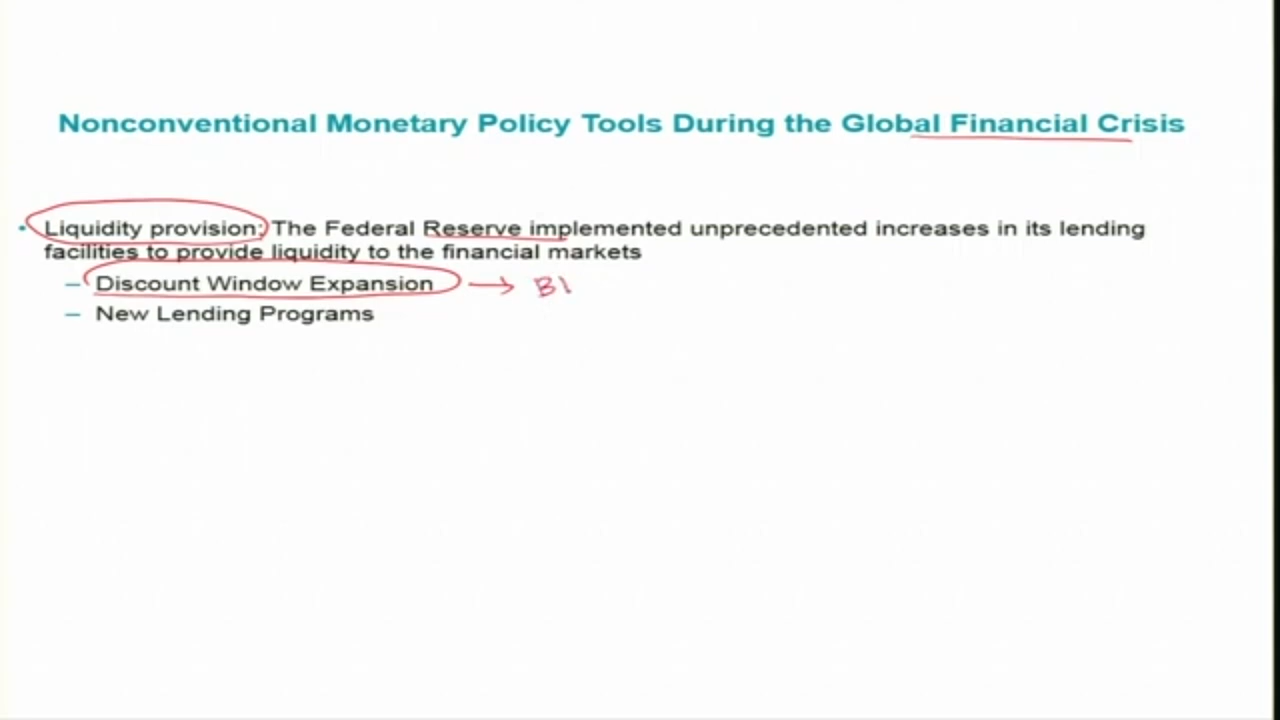 Nonconventional Monetary Policy Tools During the Global Financial Crisis
• Liquidity provision: The Federal Reserve implemented unprecedented increases in its lending
facilities to provide liquidity to the financial markets
– Discount Window Expansion → B
– New Lending Programs